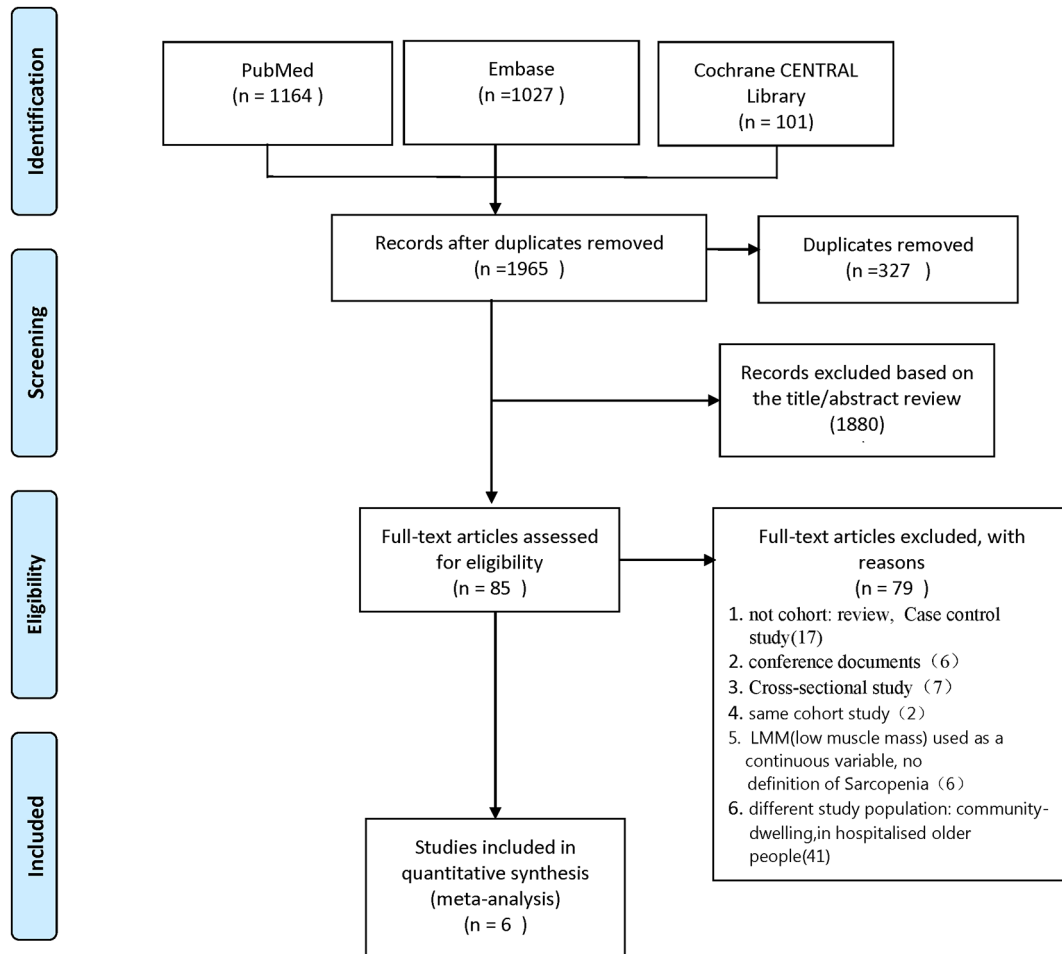 Identification
PubMed
(n = 1164 )
Embase
(n =1027 )
Cochrane CENTRAL
Library
(n = 101)
Screening
Records after duplicates removed
(n =1965 )
Duplicates removed
(n =327 )
Records excluded based on
the title/abstract review
(1880)
Eligibility
Full-text articles assessed
for eligibility
(n = 85 )
Full-text articles excluded, with
reasons
(n = 79 )
1. not cohort: review, Case control
study(17)
2. conference documents（6）
3. Cross-sectional study（7）
4. same cohort study（2）
5. LMM(low muscle mass) used as a
continuous variable, no
definition of Sarcopenia（6）
6. different study population: community-
dwelling,in hospitalised older
people(41)
Included
Studies included in
quantitative synthesis
(meta-analysis)
(n = 6 )